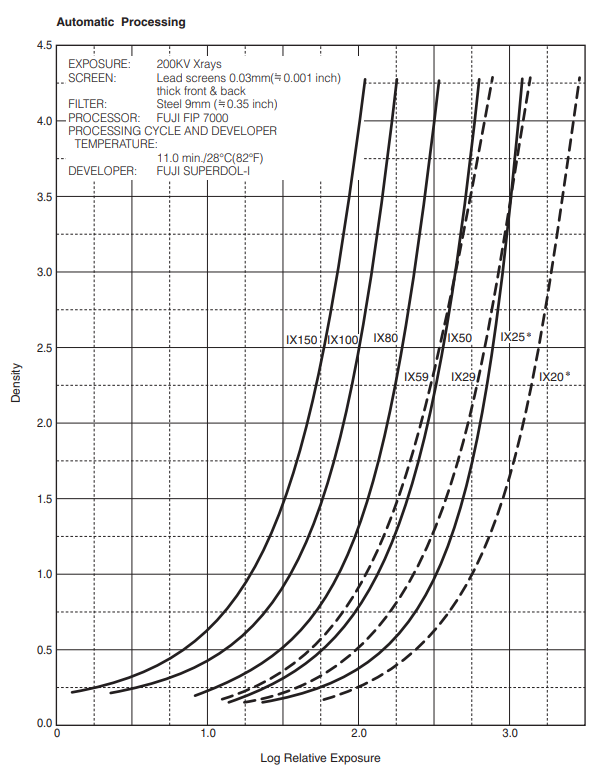 Automatic Processing
4.5
EXPOSURE: 200KV Xrays
SCREEN: Lead screens 0.03mm(≒0.001 inch)
thick front & back
FILTER: Steel 9mm (≒0.35 inch)
4.0
PROCESSOR: FUJI FIP 7000
PROCESSING CYCLE AND DEVELOPER
TEMPERATURE:
11.0 min./28°C(82°F)
DEVELOPER: FUJI SUPERDOL-I
3.5
3.0
IX150 IX100 IX80 IX50 IX25*
2.5
IX59 IX29 IX20*
Density
2.0
1.5
1.0
0.5
0.0
0 1.0 2.0 3.0
Log Relative Exposure